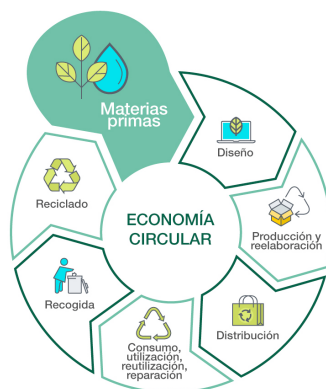 Materias
primas
Diseño
Producción y
reelaboración
Distribución
Consumo,
utilización,
reutilización,
reparación
Recogida
Reciclado
ECONOMÍA
CIRCULAR